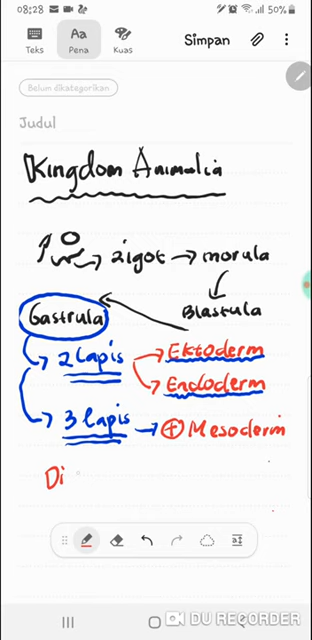 08:28 50%
Teks Pena Kuas Simpan
Belum dikategorikan
Judul
Kingdom Animalia
→ zigot → morula
Blastula
Gastrula
→ 2 lapis → Ektoderm
→ Endoderm
→ 3 lapis → + Mesoderm
Di
DU RECORDER